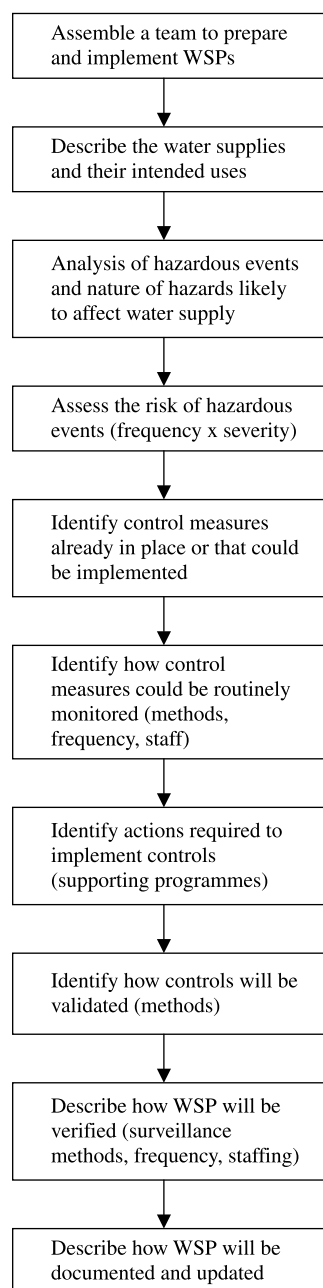 Assemble a team to prepare
and implement WSPs
Describe the water supplies
and their intended uses
Analysis of hazardous events
and nature of hazards likely
to affect water supply
Assess the risk of hazardous
events (frequency x severity)
Identify control measures
already in place or that could
be implemented
Identify how control
measures could be routinely
monitored (methods,
frequency, staff)
Identify actions required to
implement controls
(supporting programmes)
Identify how controls will be
validated (methods)
Describe how WSP will be
verified (surveillance
methods, frequency, staffing)
Describe how WSP will be
documented and updated